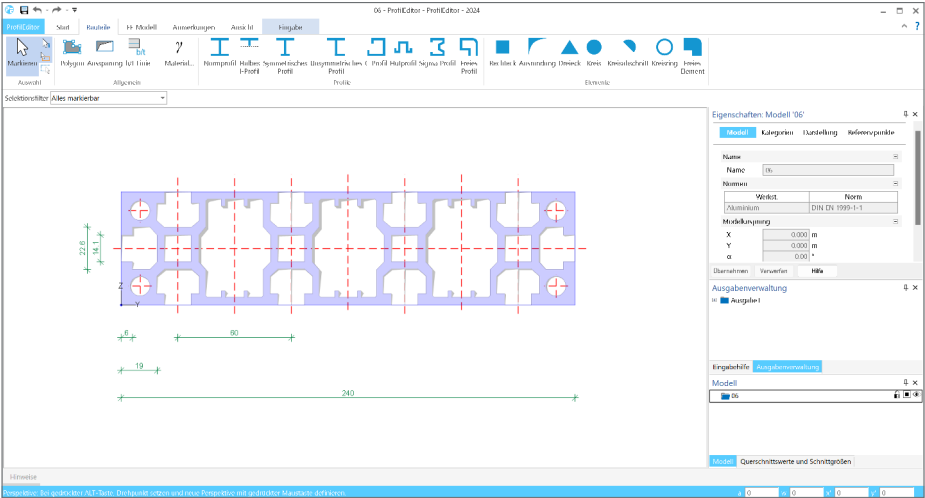 06 - ProfilEditor - ProfilEditor - 2024
ProfilEditor Start Bauteile FE-Modell Anmerkungen Ansicht Eingabe
Markieren Polygon Aussparung b/t-Linie Material... Normprofil Halbes I-Profil Symmetrisches Profil Unsymmetrisches Profil C-Profil Hutprofil Sigma-Profil Freies Profil Rechteck Ausrundung Dreieck Kreis Kreisabschnitt Kreisring Freies Element
Auswahl Allgemein Profile Elemente
Selektionsfilter Alles markierbar
Eigenschaften: Modell '06'
Modell Kategorien Darstellung Referenzpunkte
Name
Name 06
Normen
Werkst. Norm
Aluminium DIN EN 1999-1-1
Modellursprung
X 0.000 m
Y 0.000 m
α 0.00 °
Übernehmen Verwerfen Hilfe
Ausgabenverwaltung
Ausgabe I
Eingabehilfe Ausgabenverwaltung
Modell
06
Modell Querschnittswerte und Schnittgrößen
22.6
14.1
Z
Y
6
60
19
240
Hinweise
Perspektive: Bei gedrückter ALT-Taste, Drehpunkt setzen und neue Perspektive mit gedrückter Maustaste definieren.
0 0 x' 0 y' 0